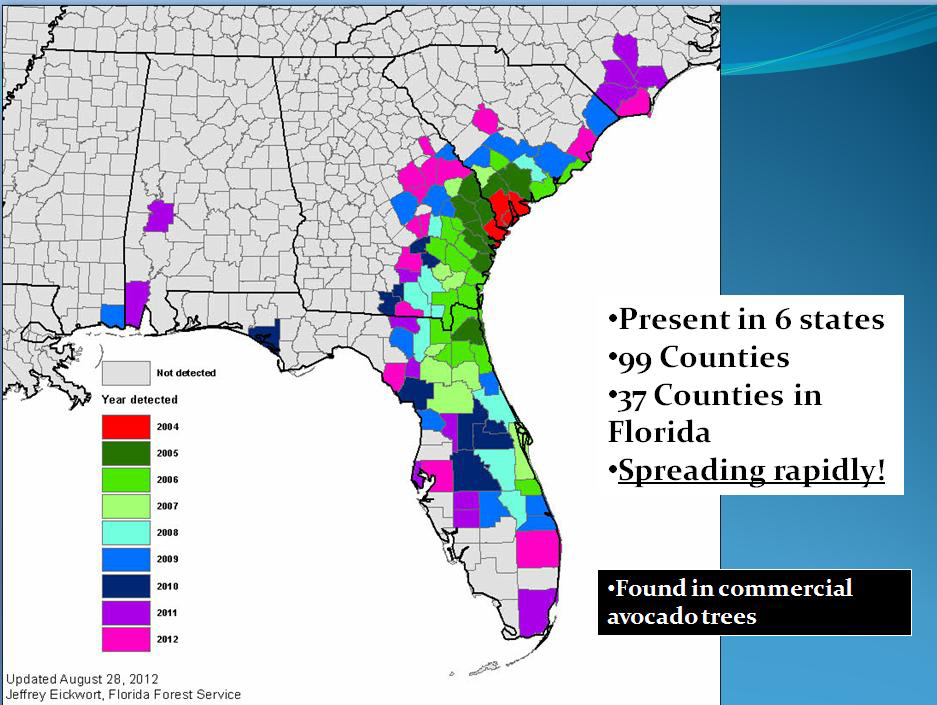 •Present in 6 states
•99 Counties
•37 Counties in
Florida
•Spreading rapidly!
•Found in commercial
avocado trees
Not detected
Year detected
2004
2005
2006
2007
2008
2009
2010
2011
2012
Updated August 28, 2012
Jeffrey Eickwort, Florida Forest Service